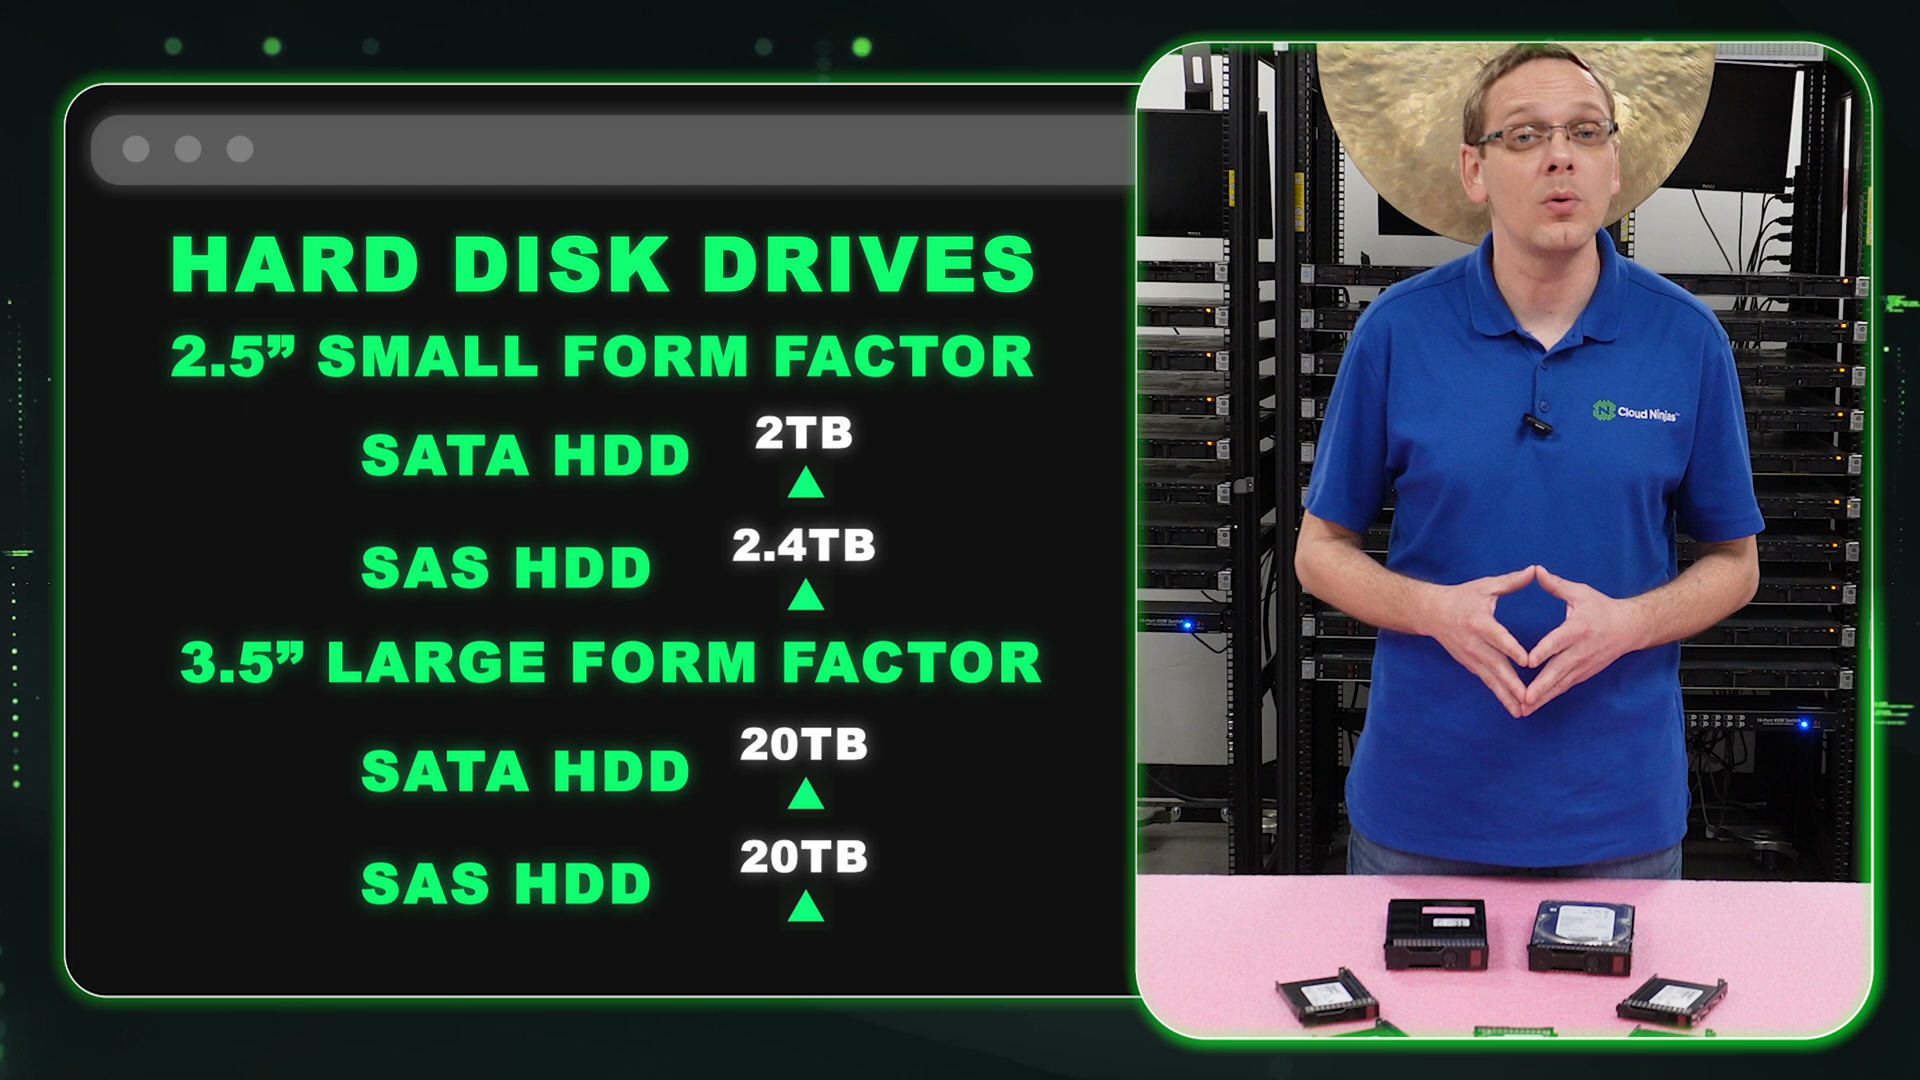 HARD DISK DRIVES
2.5” SMALL FORM FACTOR
SATA HDD 2TB
SAS HDD 2.4TB
3.5” LARGE FORM FACTOR
SATA HDD 20TB
SAS HDD 20TB
Cloud Ninjas